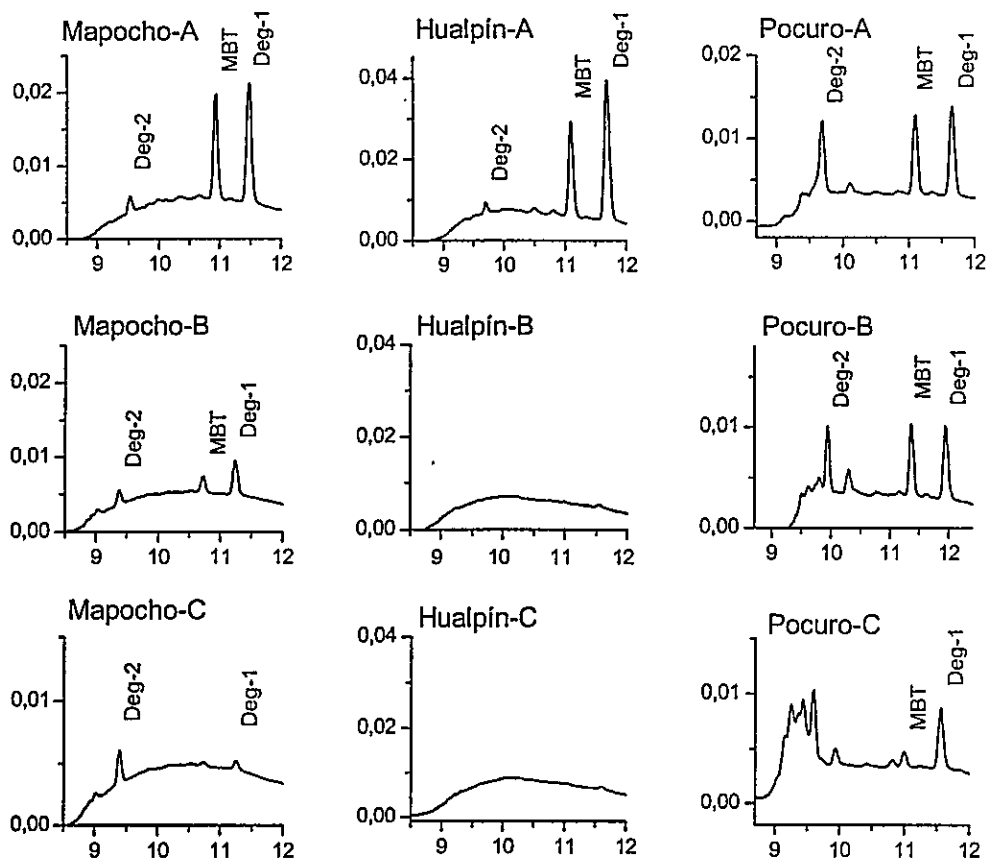 Mapocho-A
MBT
Deg-1
Deg-2
0,02
0,01
0,00
9 10 11 12
Hualpín-A
MBT
Deg-1
Deg-2
0,04
0,02
0,00
9 10 11 12
Pocuro-A
Deg-2
MBT
Deg-1
0,02
0,01
0,00
9 10 11 12
Mapocho-B
Deg-2
MBT
Deg-1
0,02
0,01
0,00
9 10 11 12
Hualpín-B
0,04
0,02
0,00
9 10 11 12
Pocuro-B
Deg-2
MBT
Deg-1
0,01
0,00
9 10 11 12
Mapocho-C
Deg-2
Deg-1
0,01
0,00
9 10 11 12
Hualpín-C
0,04
0,02
0,00
9 10 11 12
Pocuro-C
MBT
Deg-1
0,01
0,00
9 10 11 12